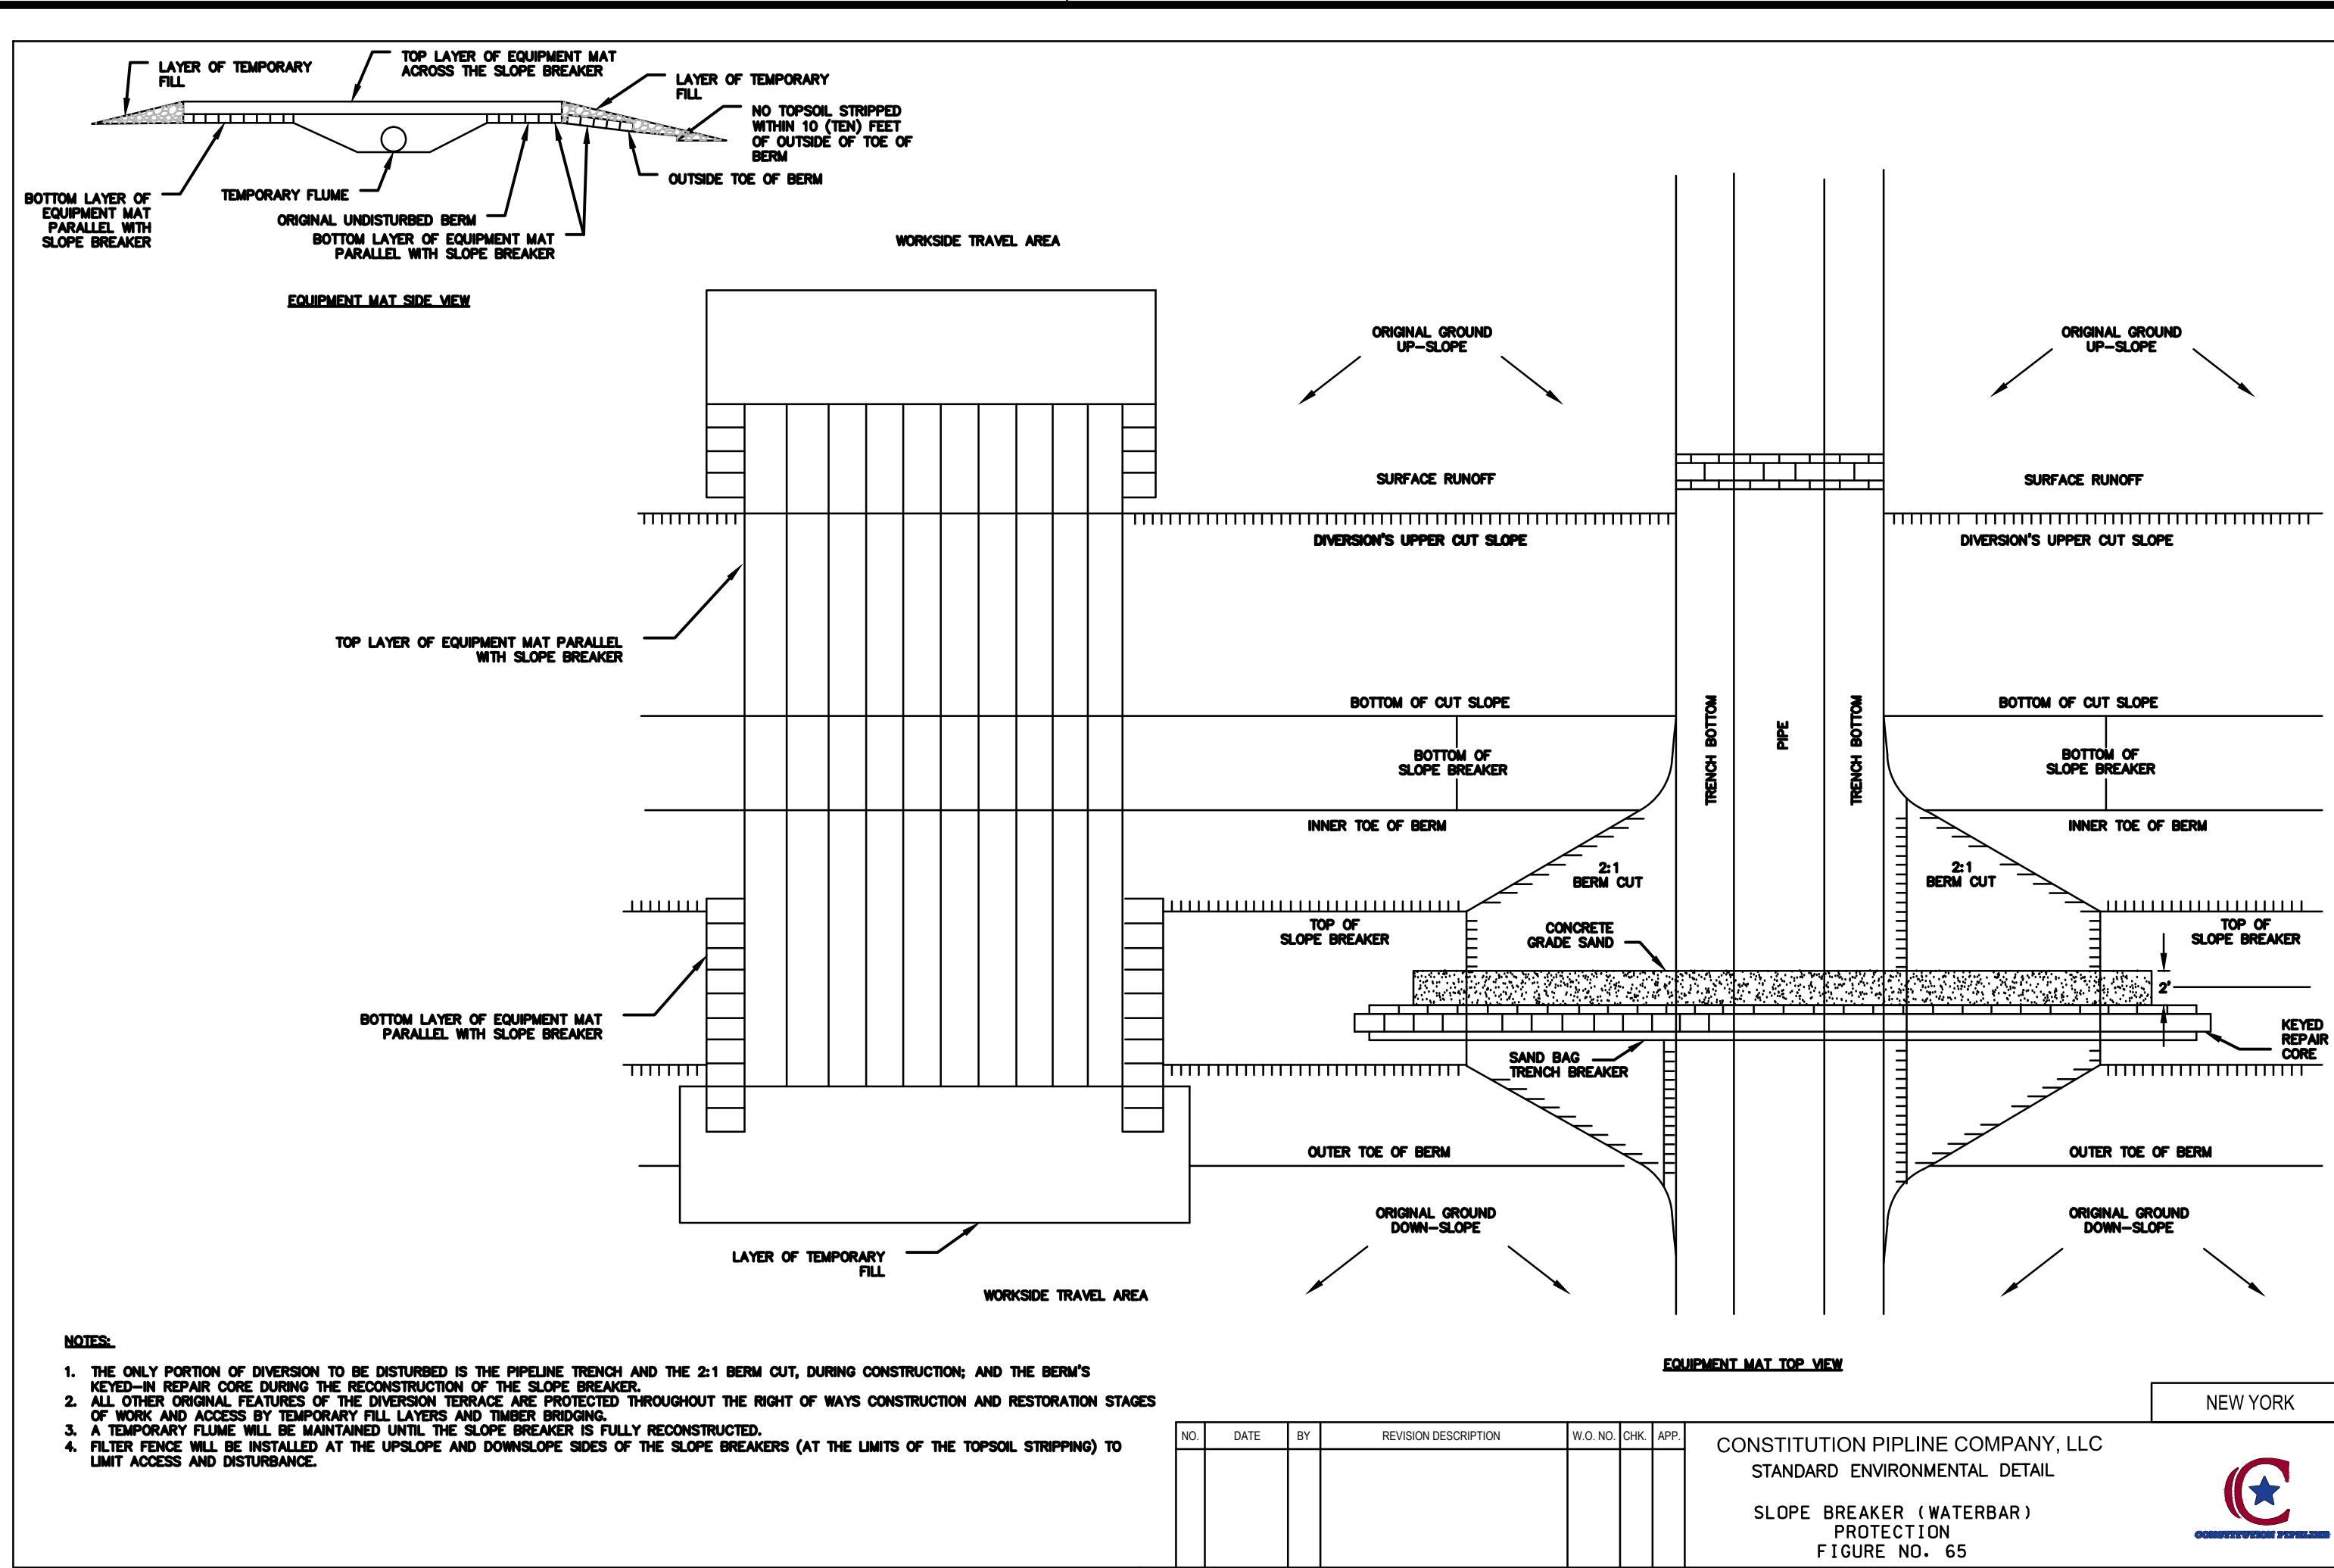 LAYER OF TEMPORARY
FILL
TOP LAYER OF EQUIPMENT MAT
ACROSS THE SLOPE BREAKER
LAYER OF TEMPORARY
FILL
NO TOPSOIL STRIPPED
WITHIN 10 (TEN) FEET
OF OUTSIDE OF TOE OF
BERM
OUTSIDE TOE OF BERM
BOTTOM LAYER OF
EQUIPMENT MAT
PARALLEL WITH
SLOPE BREAKER
TEMPORARY FLUME
ORIGINAL UNDISTURBED BERM
BOTTOM LAYER OF EQUIPMENT MAT
PARALLEL WITH SLOPE BREAKER
EQUIPMENT MAT SIDE VIEW
WORKSIDE TRAVEL AREA
ORIGINAL GROUND
UP-SLOPE
ORIGINAL GROUND
UP-SLOPE
SURFACE RUNOFF
SURFACE RUNOFF
DIVERSION'S UPPER CUT SLOPE
DIVERSION'S UPPER CUT SLOPE
TOP LAYER OF EQUIPMENT MAT PARALLEL
WITH SLOPE BREAKER
BOTTOM OF CUT SLOPE
BOTTOM OF CUT SLOPE
TRENCH BOTTOM
PIPE
TRENCH BOTTOM
BOTTOM OF
SLOPE BREAKER
BOTTOM OF
SLOPE BREAKER
INNER TOE OF BERM
INNER TOE OF BERM
2:1
BERM CUT
2:1
BERM CUT
TOP OF
SLOPE BREAKER
CONCRETE
GRADE SAND
TOP OF
SLOPE BREAKER
2'
BOTTOM LAYER OF EQUIPMENT MAT
PARALLEL WITH SLOPE BREAKER
KEYED
REPAIR
CORE
SAND BAG
TRENCH BREAKER
OUTER TOE OF BERM
OUTER TOE OF BERM
ORIGINAL GROUND
DOWN-SLOPE
ORIGINAL GROUND
DOWN-SLOPE
LAYER OF TEMPORARY
FILL
WORKSIDE TRAVEL AREA
EQUIPMENT MAT TOP VIEW
NOTES:
1. THE ONLY PORTION OF DIVERSION TO BE DISTURBED IS THE PIPELINE TRENCH AND THE 2:1 BERM CUT, DURING CONSTRUCTION; AND THE BERM'S
KEYED-IN REPAIR CORE DURING THE RECONSTRUCTION OF THE SLOPE BREAKER.
2. ALL OTHER ORIGINAL FEATURES OF THE DIVERSION TERRACE ARE PROTECTED THROUGHOUT THE RIGHT OF WAYS CONSTRUCTION AND RESTORATION STAGES
OF WORK AND ACCESS BY TEMPORARY FILL LAYERS AND TIMBER BRIDGING.
3. A TEMPORARY FLUME WILL BE MAINTAINED UNTIL THE SLOPE BREAKER IS FULLY RECONSTRUCTED.
4. FILTER FENCE WILL BE INSTALLED AT THE UPSLOPE AND DOWNSLOPE SIDES OF THE SLOPE BREAKERS (AT THE LIMITS OF THE TOPSOIL STRIPPING) TO
LIMIT ACCESS AND DISTURBANCE.
NEW YORK
NO. DATE BY REVISION DESCRIPTION W.O. NO. CHK. APP.
CONSTITUTION PIPLINE COMPANY, LLC
STANDARD ENVIRONMENTAL DETAIL
SLOPE BREAKER (WATERBAR)
PROTECTION
FIGURE NO. 65
CONSTITUTION PIPELINE